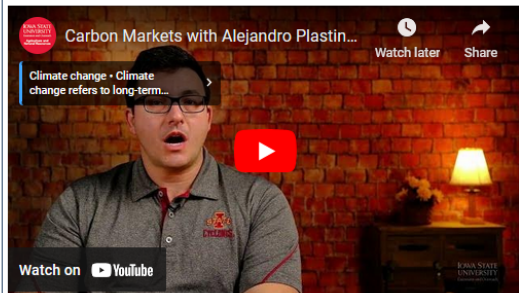 IOWA STATE
UNIVERSITY
Carbon Markets with Alejandro Plastin...
Watch later
Share
Climate change • Climate
change refers to long-term...
CYCLONES
Watch on YouTube
IOWA STATE
UNIVERSITY